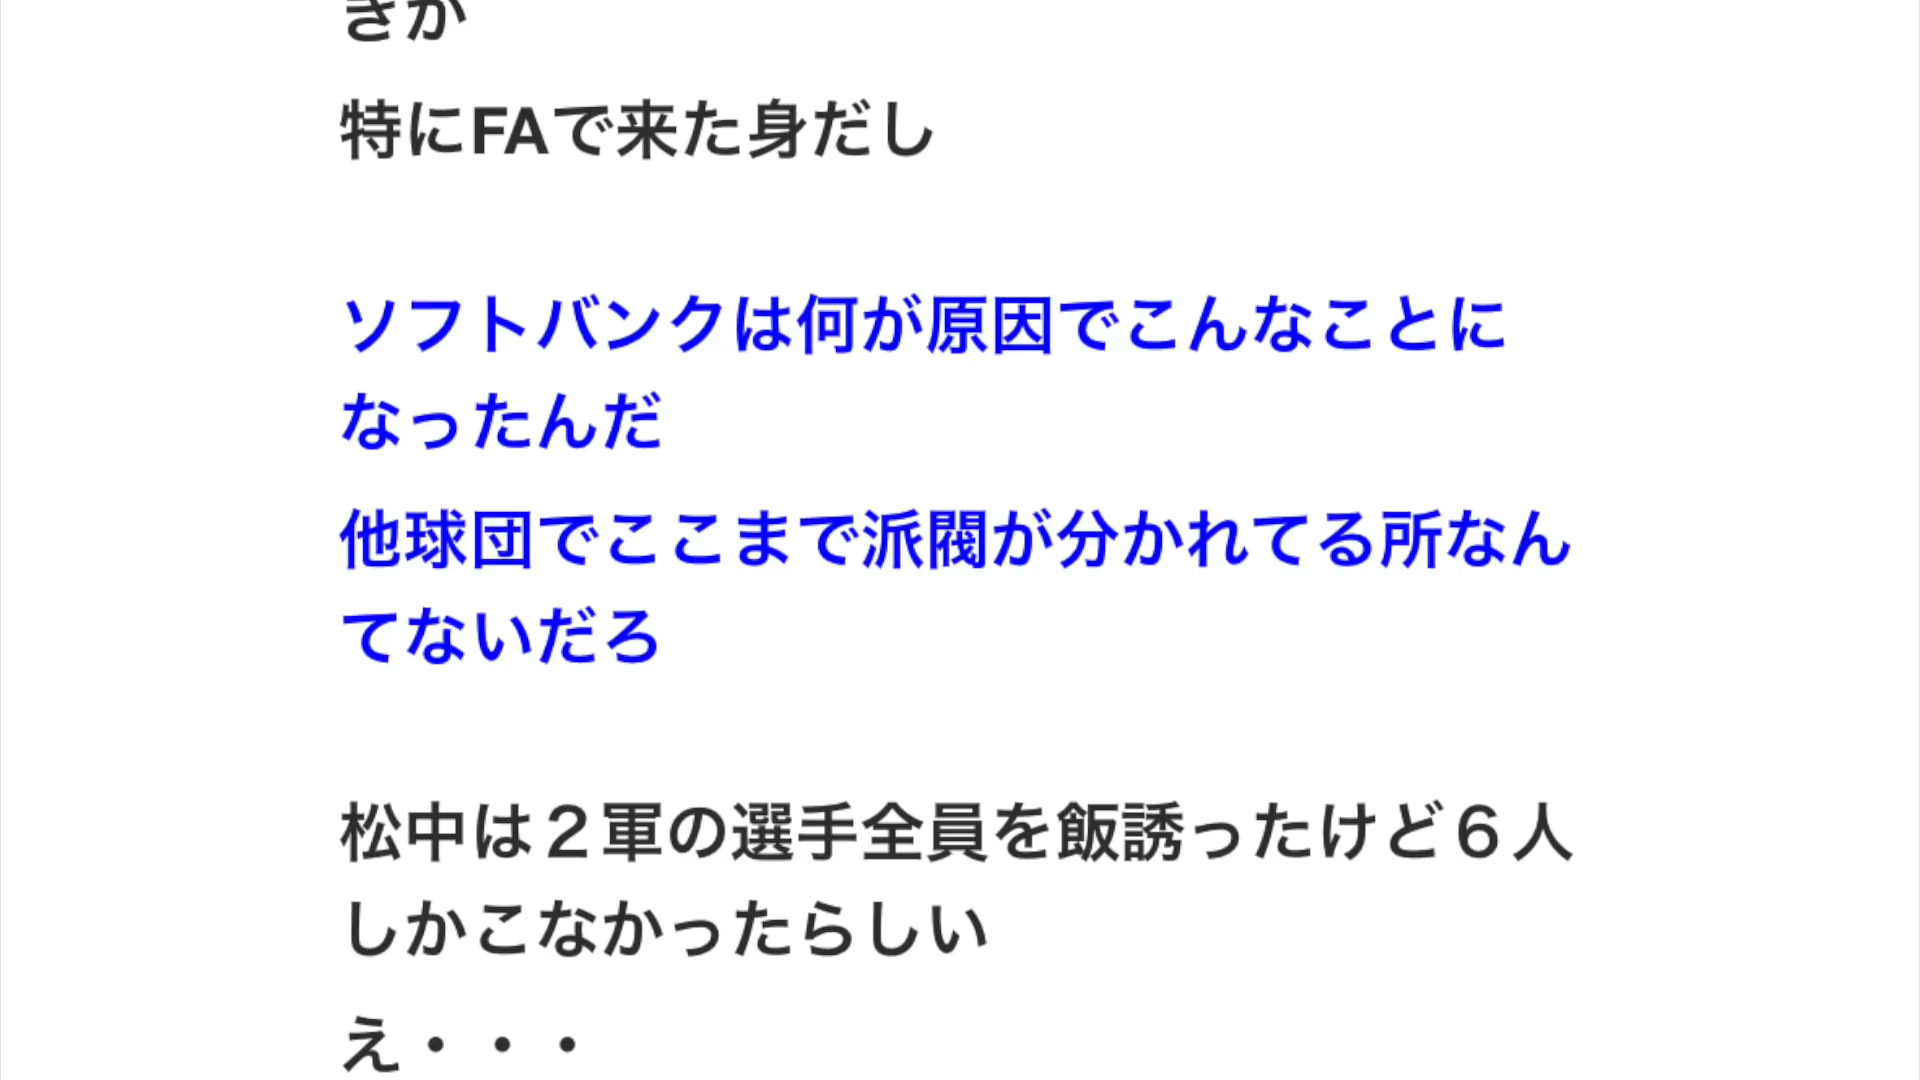 特にFAで来た身だし
ソフトバンクは何が原因でこんなことに
なったんだ
他球団でここまで派閥が分かれてる所なん
てないだろ
松中は２軍の選手全員を飯誘ったけど６人
しかこなかったらしい
え・・・